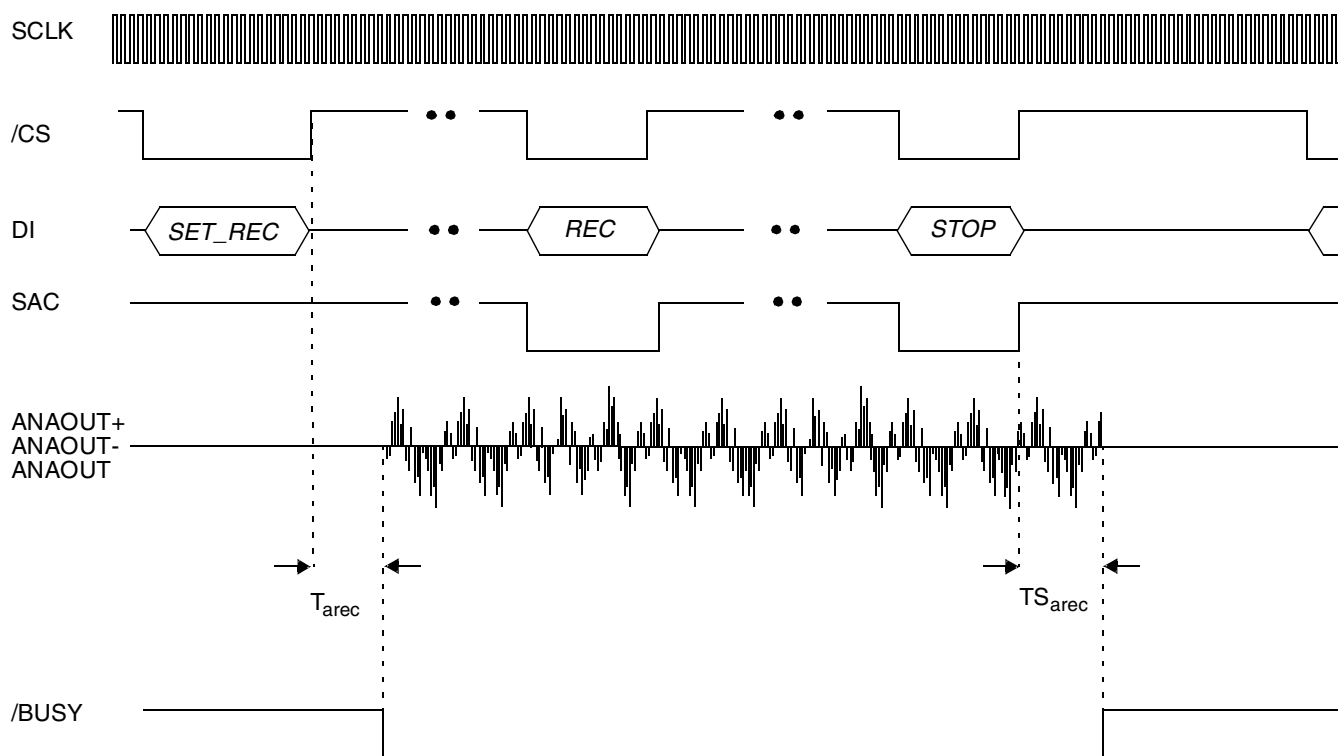 SCLK
/CS
DI
SET_REC
REC
STOP
SAC
ANAOUT+
ANAOUT-
ANAOUT
Tarec
TSarec
/BUSY